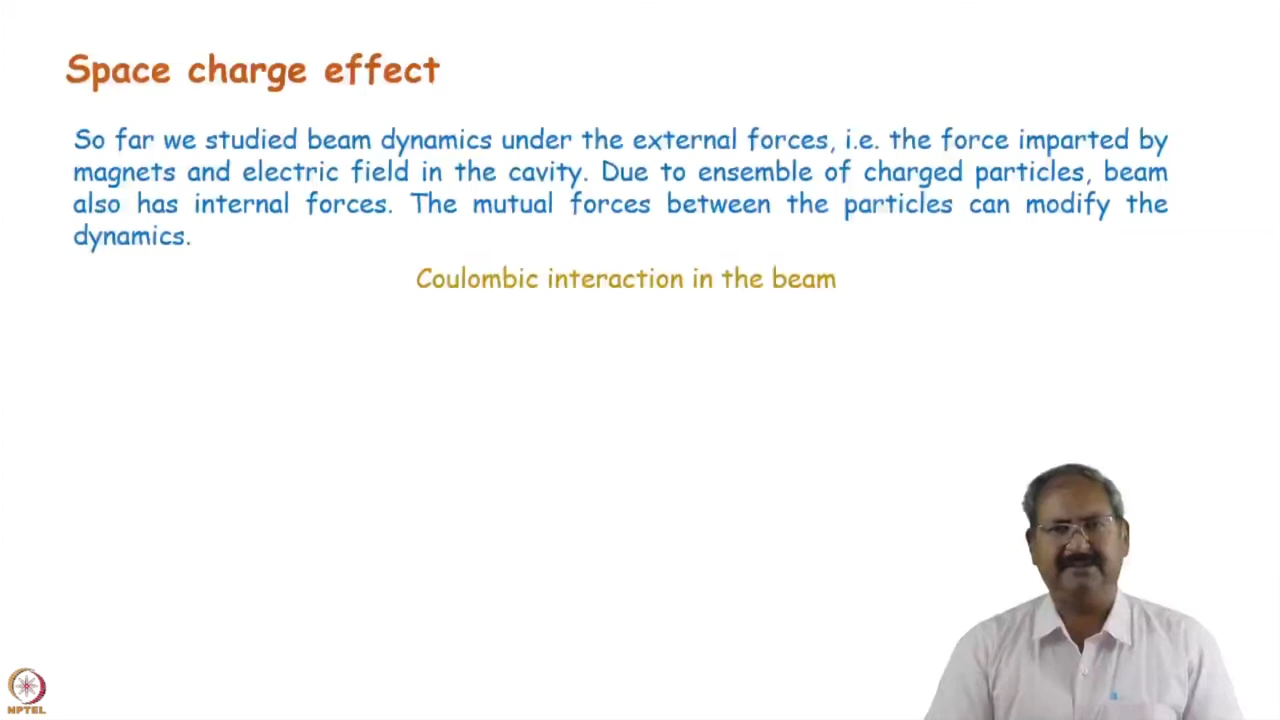 Space charge effect
So far we studied beam dynamics under the external forces, i.e. the force imparted by
magnets and electric field in the cavity. Due to ensemble of charged particles, beam
also has internal forces. The mutual forces between the particles can modify the
dynamics.
Coulombic interaction in the beam
NPTEL